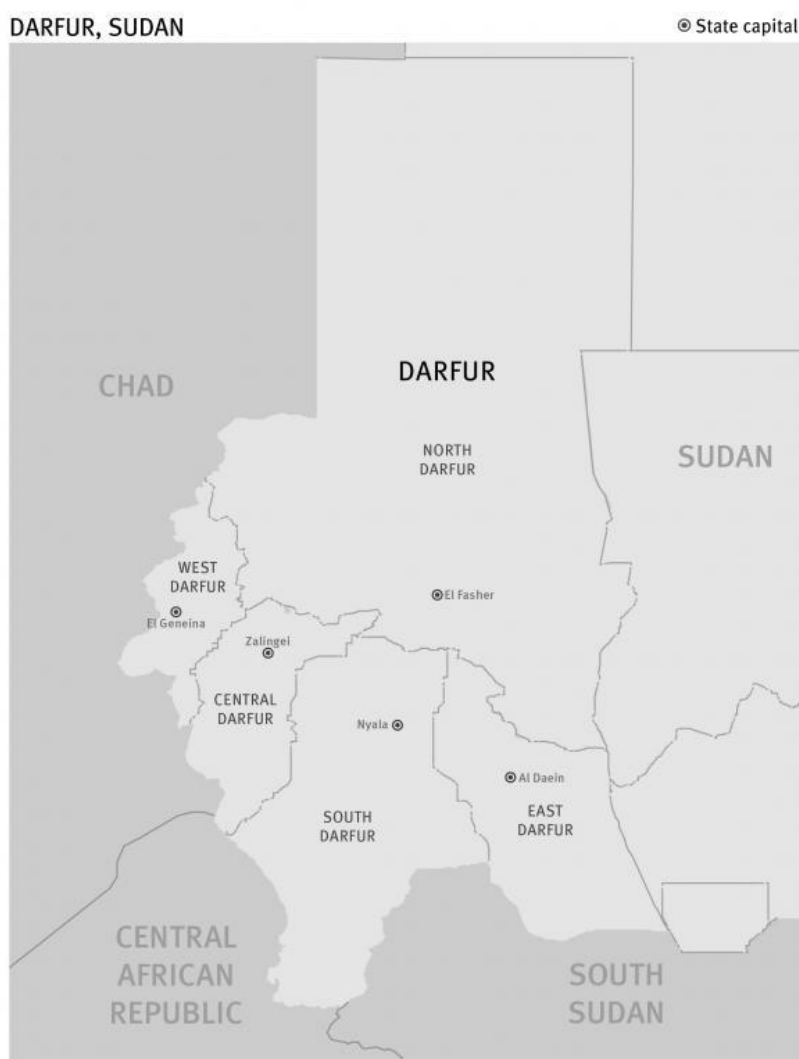 DARFUR, SUDAN
State capital
CHAD
DARFUR
NORTH
DARFUR
SUDAN
WEST
DARFUR
El Geneina
El Fasher
Zalingei
CENTRAL
DARFUR
Nyala
Al Daein
SOUTH
DARFUR
EAST
DARFUR
CENTRAL
AFRICAN
REPUBLIC
SOUTH
SUDAN